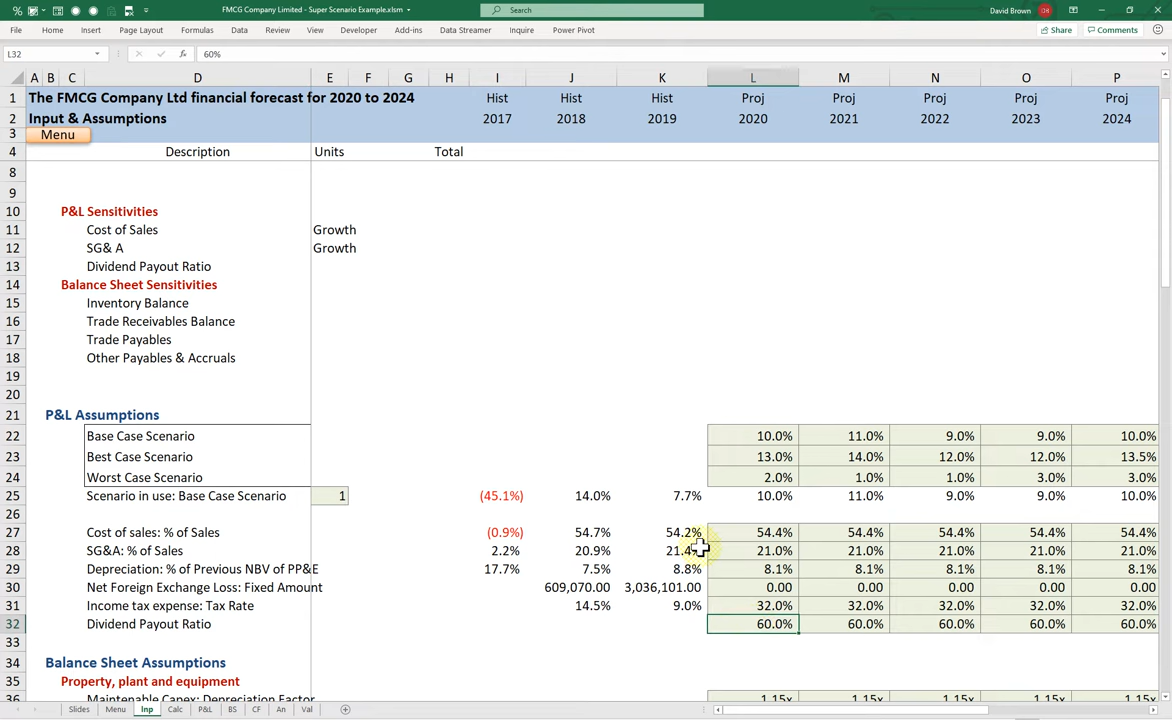 FMCG Company Limited - Super Scenario Example.xlsm
Search
David Brown DB
File Home Insert Page Layout Formulas Data Review View Developer Add-ins Data Streamer Inquire Power Pivot Share Comments
L32 fx 60%
A B C D E F G H I J K L M N O P
1 The FMCG Company Ltd financial forecast for 2020 to 2024 Hist Hist Hist Proj Proj Proj Proj Proj
2 Input & Assumptions 2017 2018 2019 2020 2021 2022 2023 2024
3 Menu
4 Description Units Total
8
9
10 P&L Sensitivities
11 Cost of Sales Growth
12 SG& A Growth
13 Dividend Payout Ratio
14 Balance Sheet Sensitivities
15 Inventory Balance
16 Trade Receivables Balance
17 Trade Payables
18 Other Payables & Accruals
19
20
21 P&L Assumptions
22 Base Case Scenario 10.0% 11.0% 9.0% 9.0% 10.0%
23 Best Case Scenario 13.0% 14.0% 12.0% 12.0% 13.5%
24 Worst Case Scenario 2.0% 1.0% 1.0% 3.0% 3.0%
25 Scenario in use: Base Case Scenario 1 (45.1%) 14.0% 7.7% 10.0% 11.0% 9.0% 9.0% 10.0%
26
27 Cost of sales: % of Sales (0.9%) 54.7% 54.2% 54.4% 54.4% 54.4% 54.4% 54.4%
28 SG&A: % of Sales 2.2% 20.9% 21.4% 21.0% 21.0% 21.0% 21.0% 21.0%
29 Depreciation: % of Previous NBV of PP&E 17.7% 7.5% 8.8% 8.1% 8.1% 8.1% 8.1% 8.1%
30 Net Foreign Exchange Loss: Fixed Amount 609,070.00 3,036,101.00 0.00 0.00 0.00 0.00 0.00
31 Income tax expense: Tax Rate 14.5% 9.0% 32.0% 32.0% 32.0% 32.0% 32.0%
32 Dividend Payout Ratio 60.0% 60.0% 60.0% 60.0% 60.0%
33
34 Balance Sheet Assumptions
35 Property, plant and equipment
36 Maintenable Capex: Depreciation Factor 1.15x 1.15x 1.15x 1.15x 1.15x
Slides Menu Inp Calc P&L BS CF An Val